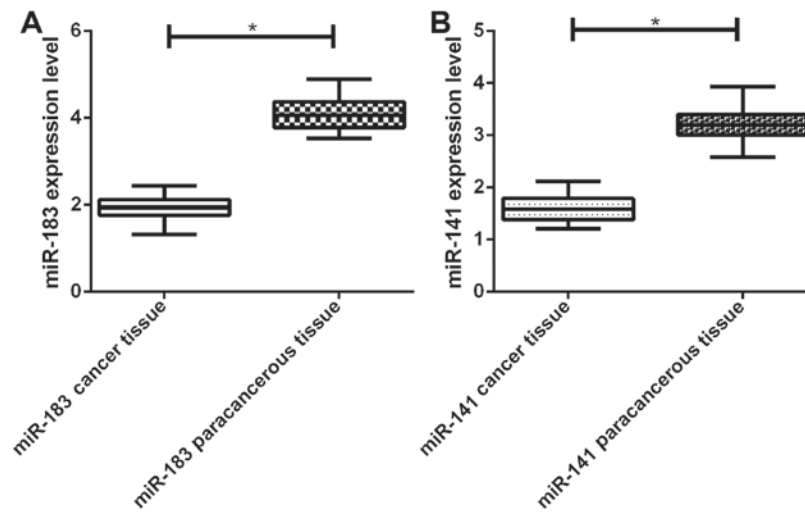 A
miR-183 expression level
6
4
2
0
*
miR-183 cancer tissue
miR-183 paracancerous tissue
B
miR-141 expression level
5
4
3
2
1
0
*
miR-141 cancer tissue
miR-141 paracancerous tissue